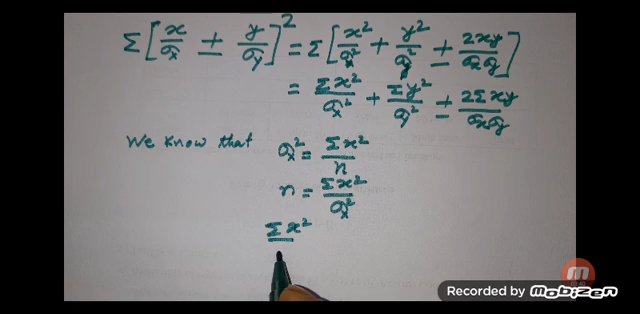 Σ [ x/σx ± y/σy ]² = Σ [ x²/σx² + y²/σy² ± 2xy/σxσy ]
= Σx²/σx² + Σy²/σy² ± 2Σxy/σxσy
We know that σx² = Σx²/n
n = Σx²/σx²
Σx²
Recorded by Mobizen